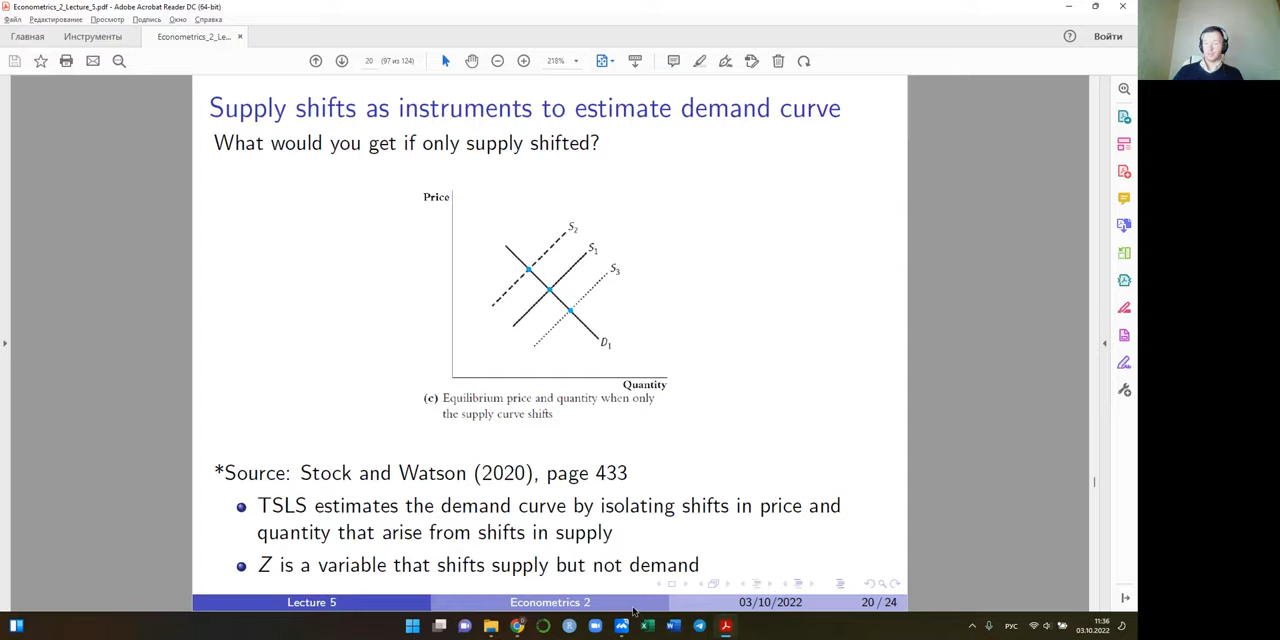 Econometrics_2_Lecture_5.pdf - Adobe Acrobat Reader DC (64-bit)
Файл Редактирование Просмотр Подпись Окно Справка
Главная Инструменты Econometrics_2_Le... × Войти
20 (97 из 124) 218%
Supply shifts as instruments to estimate demand curve
What would you get if only supply shifted?
Price
S2
S1
S3
D1
Quantity
(c) Equilibrium price and quantity when only
the supply curve shifts
*Source: Stock and Watson (2020), page 433
TSLS estimates the demand curve by isolating shifts in price and
quantity that arise from shifts in supply
Z is a variable that shifts supply but not demand
Lecture 5 Econometrics 2 03/10/2022 20 / 24
РУС 11:36
03.10.2022